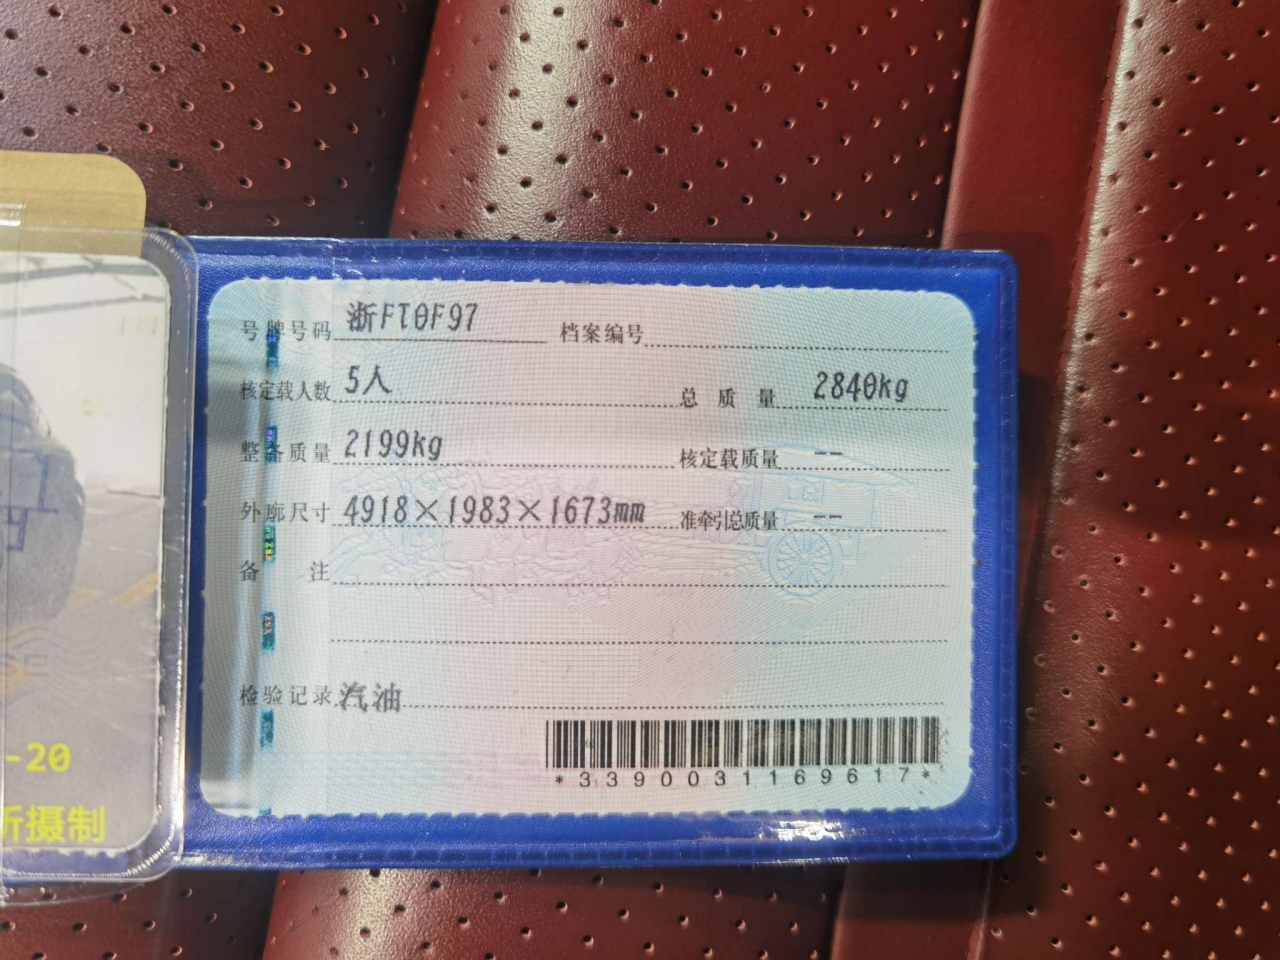 号牌号码 浙FT0F97 档案编号
核定载人数 5人 总质量 2840kg
整备质量 2199kg 核定载质量 --
外廓尺寸 4918×1983×1673mm 准牵引总质量 --
备注
检验记录 汽油
*3390031169617*
-20
所摄制